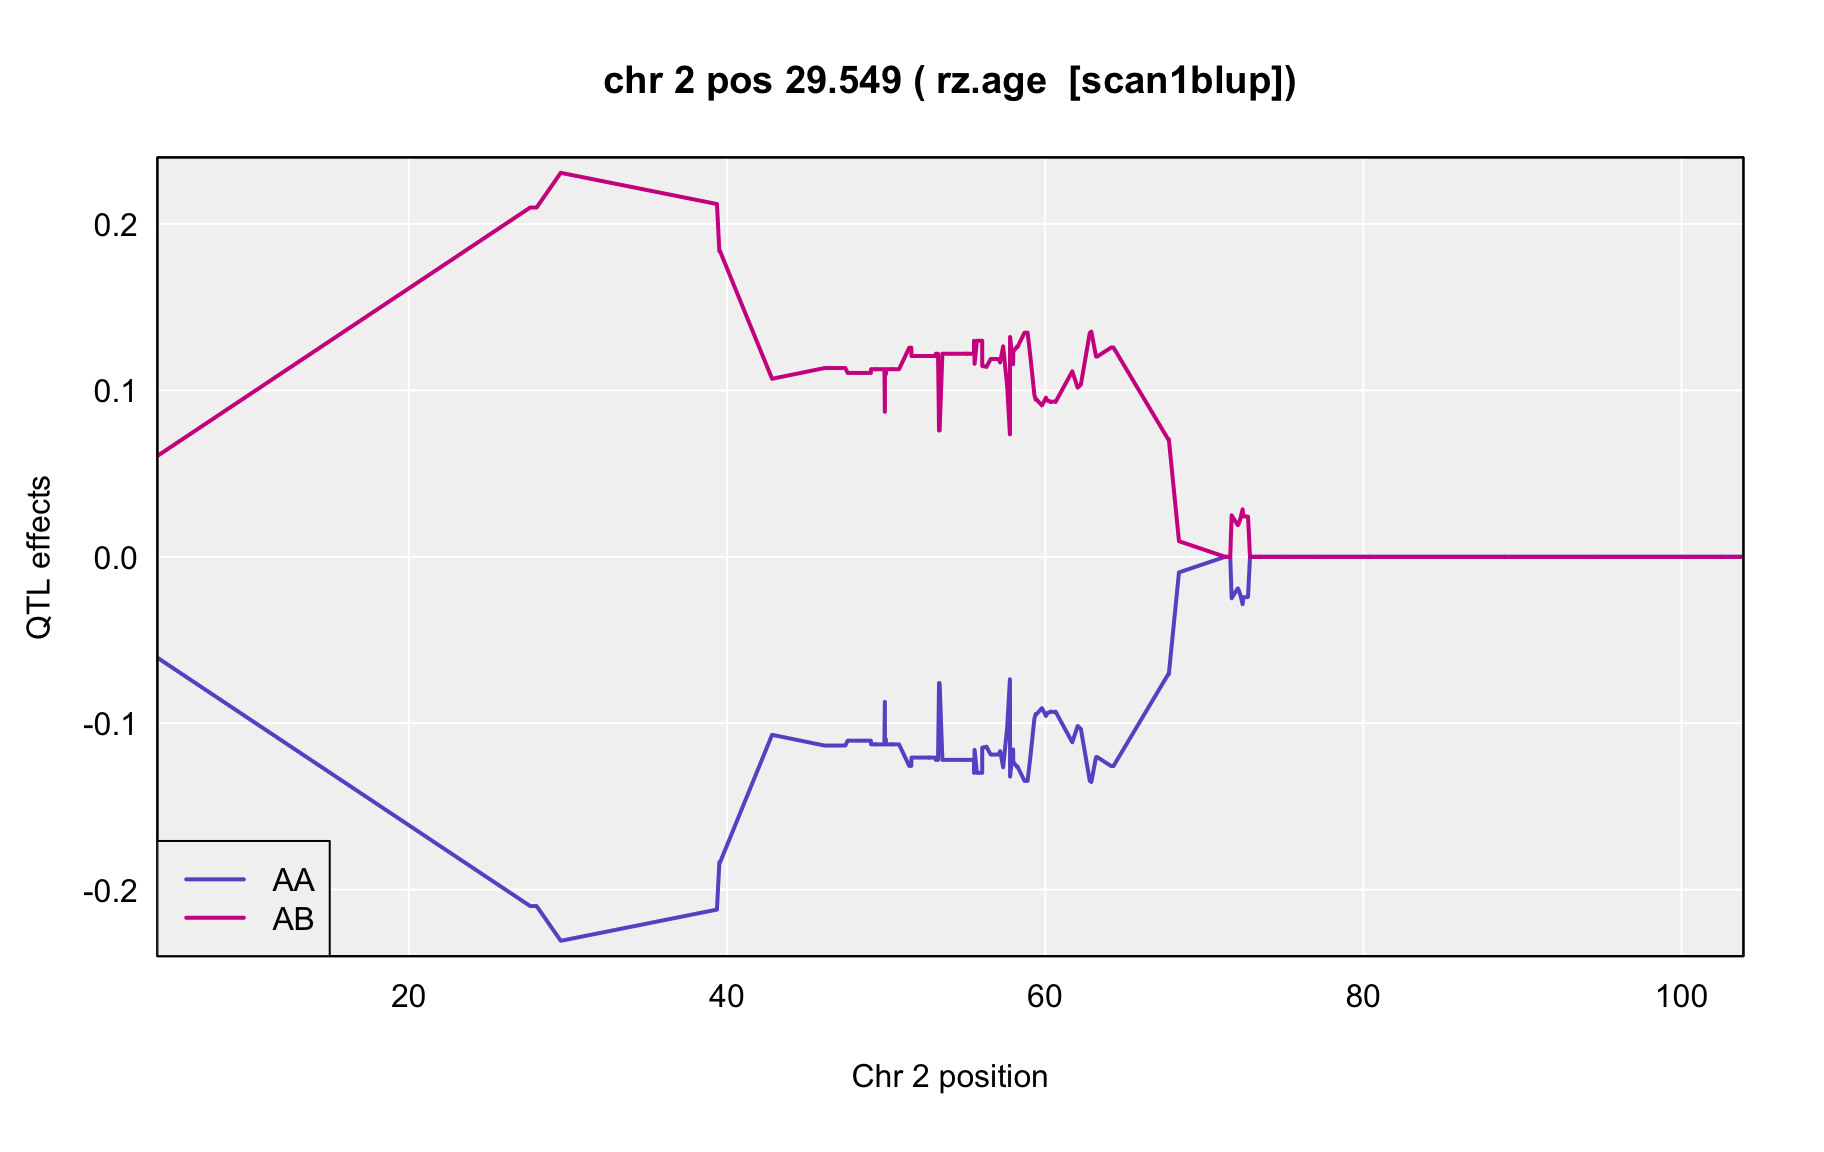 chr 2 pos 29.549 ( rz.age  [scan1blup])
QTL effects
0.2
0.1
0.0
-0.1
-0.2
AA
AB
20 40 60 80 100
Chr 2 position